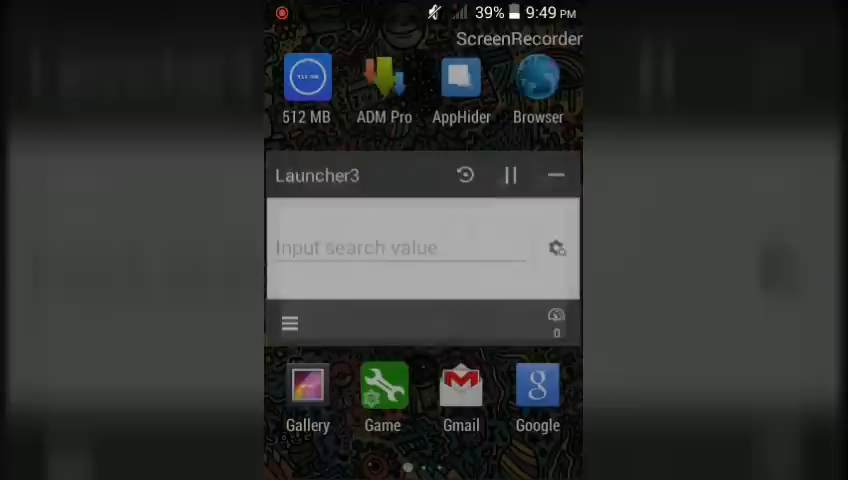 39% 9:49 PM
ScreenRecorder
512 MB ADM Pro AppHider Browser
Launcher3
Input search value
0
Gallery Game Gmail Google